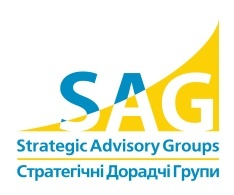 SAG
Strategic Advisory Groups
Стратегічні Дорадчі Групи